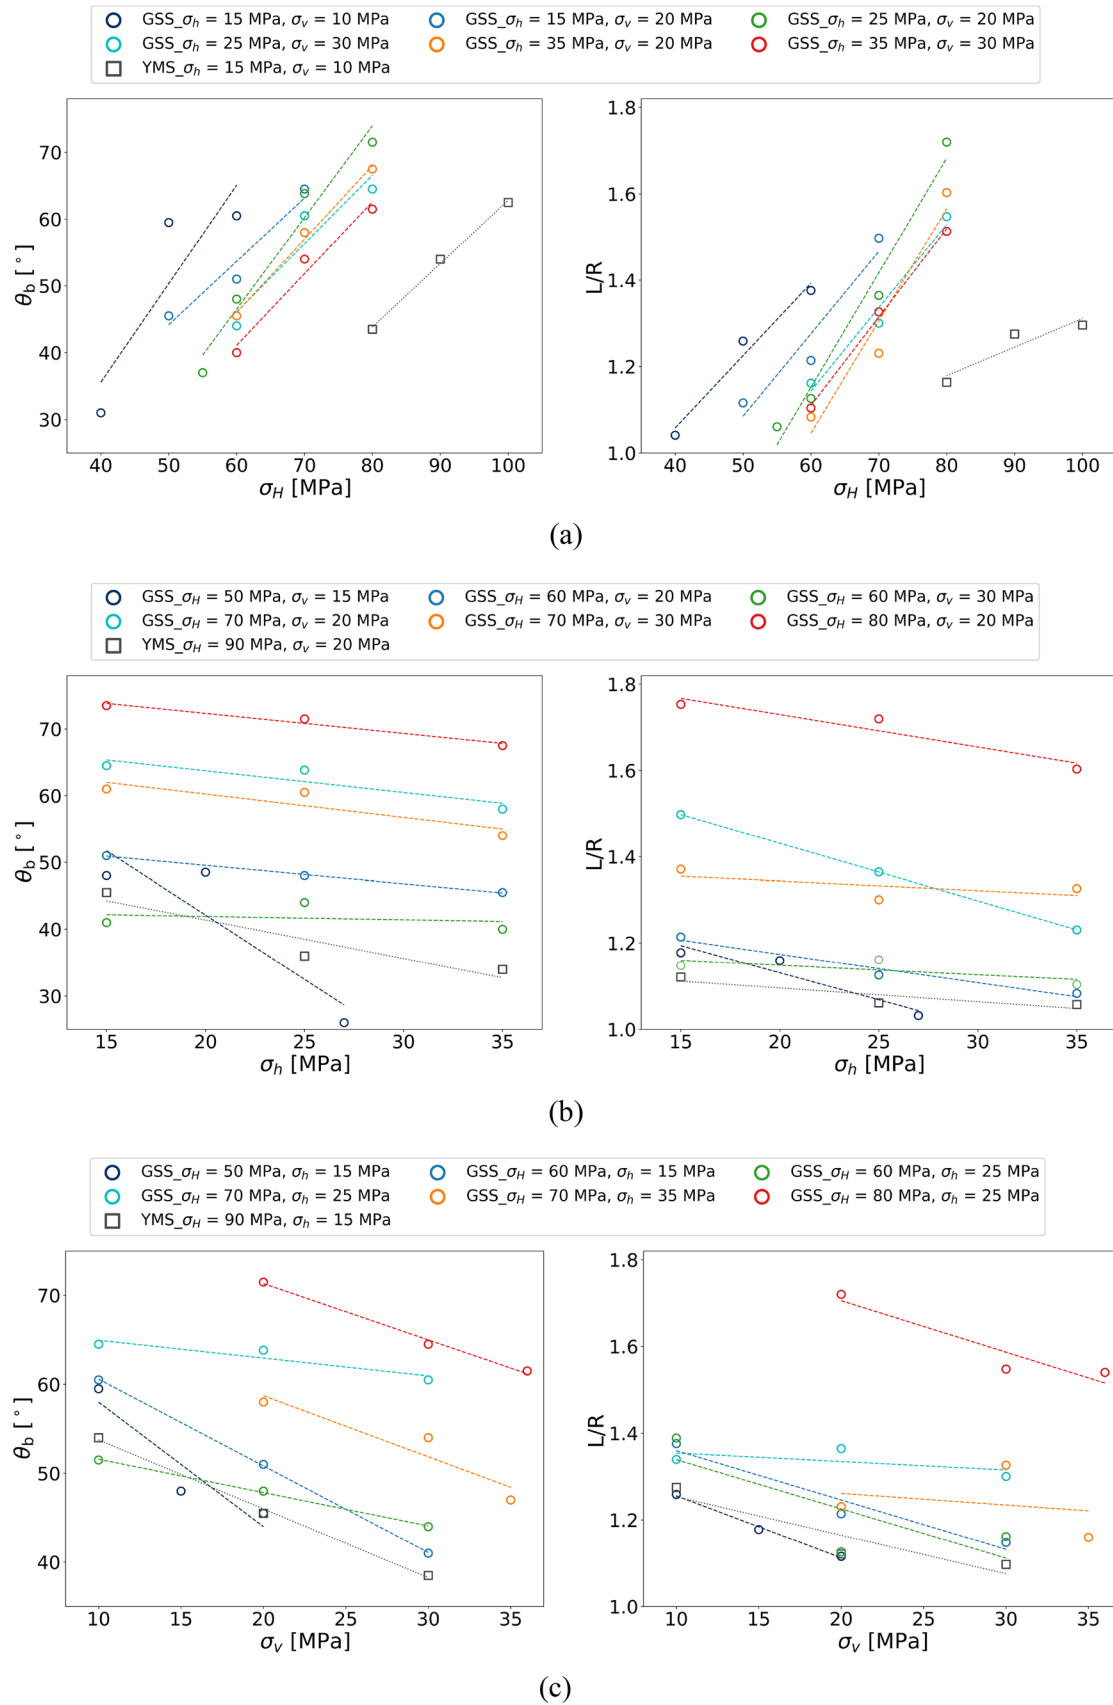 GSS_σh = 15 MPa, σv = 10 MPa GSS_σh = 15 MPa, σv = 20 MPa GSS_σh = 25 MPa, σv = 20 MPa
GSS_σh = 25 MPa, σv = 30 MPa GSS_σh = 35 MPa, σv = 20 MPa GSS_σh = 35 MPa, σv = 30 MPa
YMS_σh = 15 MPa, σv = 10 MPa
70
60
50
40
30
θb [°]
40 50 60 70 80 90 100
σH [MPa]
1.8
1.6
1.4
1.2
1.0
L/R
40 50 60 70 80 90 100
σH [MPa]
(a)
GSS_σH = 50 MPa, σv = 15 MPa GSS_σH = 60 MPa, σv = 20 MPa GSS_σH = 60 MPa, σv = 30 MPa
GSS_σH = 70 MPa, σv = 20 MPa GSS_σH = 70 MPa, σv = 30 MPa GSS_σH = 80 MPa, σv = 20 MPa
YMS_σH = 90 MPa, σv = 20 MPa
70
60
50
40
30
θb [°]
15 20 25 30 35
σh [MPa]
1.8
1.6
1.4
1.2
1.0
L/R
15 20 25 30 35
σh [MPa]
(b)
GSS_σH = 50 MPa, σh = 15 MPa GSS_σH = 60 MPa, σh = 15 MPa GSS_σH = 60 MPa, σh = 25 MPa
GSS_σH = 70 MPa, σh = 25 MPa GSS_σH = 70 MPa, σh = 35 MPa GSS_σH = 80 MPa, σh = 25 MPa
YMS_σH = 90 MPa, σh = 15 MPa
70
60
50
40
θb [°]
10 15 20 25 30 35
σv [MPa]
1.8
1.6
1.4
1.2
1.0
L/R
10 15 20 25 30 35
σv [MPa]
(c)